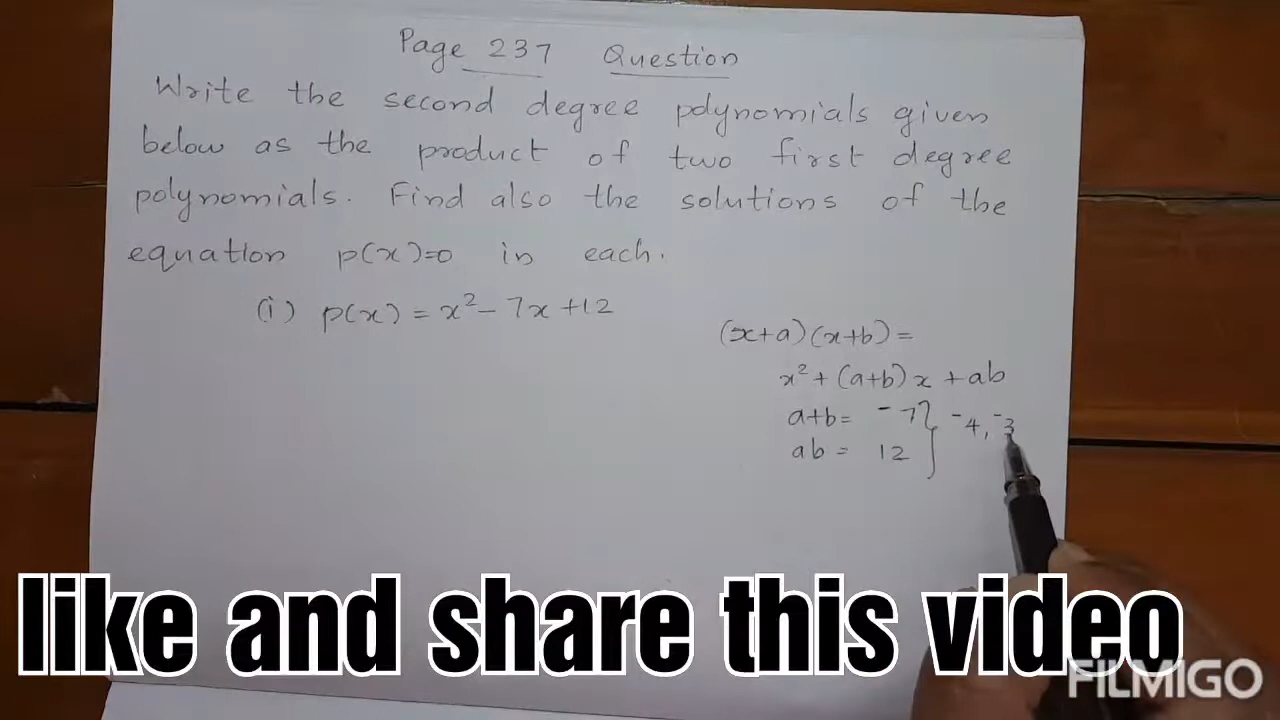 Page 237 Question
Write the second degree polynomials given
below as the product of two first degree
polynomials. Find also the solutions of the
equation p(x)=0 in each.
(i) p(x) = x² - 7x +12
(x+a)(x+b) =
x² + (a+b) x + ab
a+b = -7 } -4, -3
ab = 12
like and share this video
FILMIGO